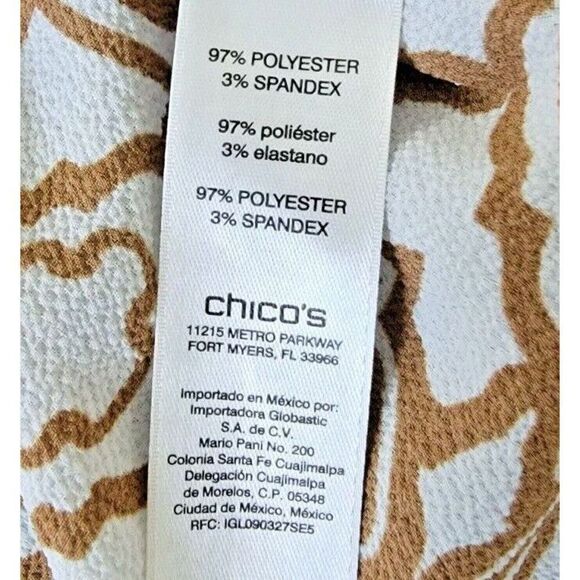 97% POLYESTER
3% SPANDEX
97% poliéster
3% elastano
97% POLYESTER
3% SPANDEX
chico's
11215 METRO PARKWAY
FORT MYERS, FL 33966
Importado en México por:
Importadora Globastic
S.A. de C.V.
Mario Pani No. 200
Colonia Santa Fe Cuajimalpa
Delegación Cuajimalpa
de Morelos, C.P. 05348
Ciudad de México, México
RFC: IGL090327SE5